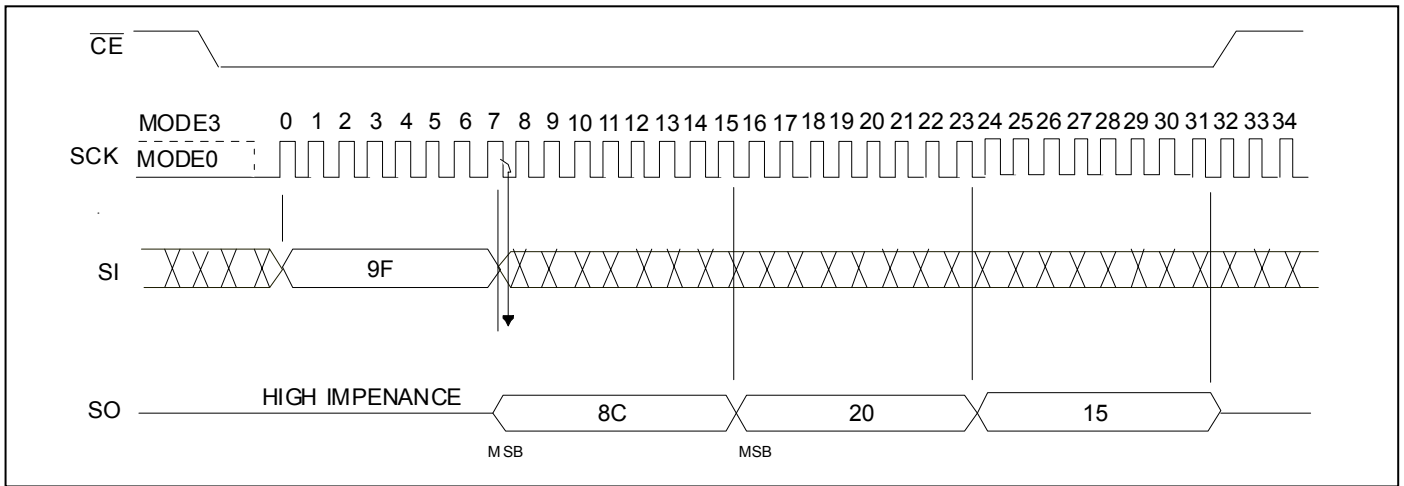 CE
MODE3 0 1 2 3 4 5 6 7 8 9 10 11 12 13 14 15 16 17 18 19 20 21 22 23 24 25 26 27 28 29 30 31 32 33 34
SCK MODE0
SI 9F
HIGH IMPENANCE
SO 8C 20 15
MSB MSB